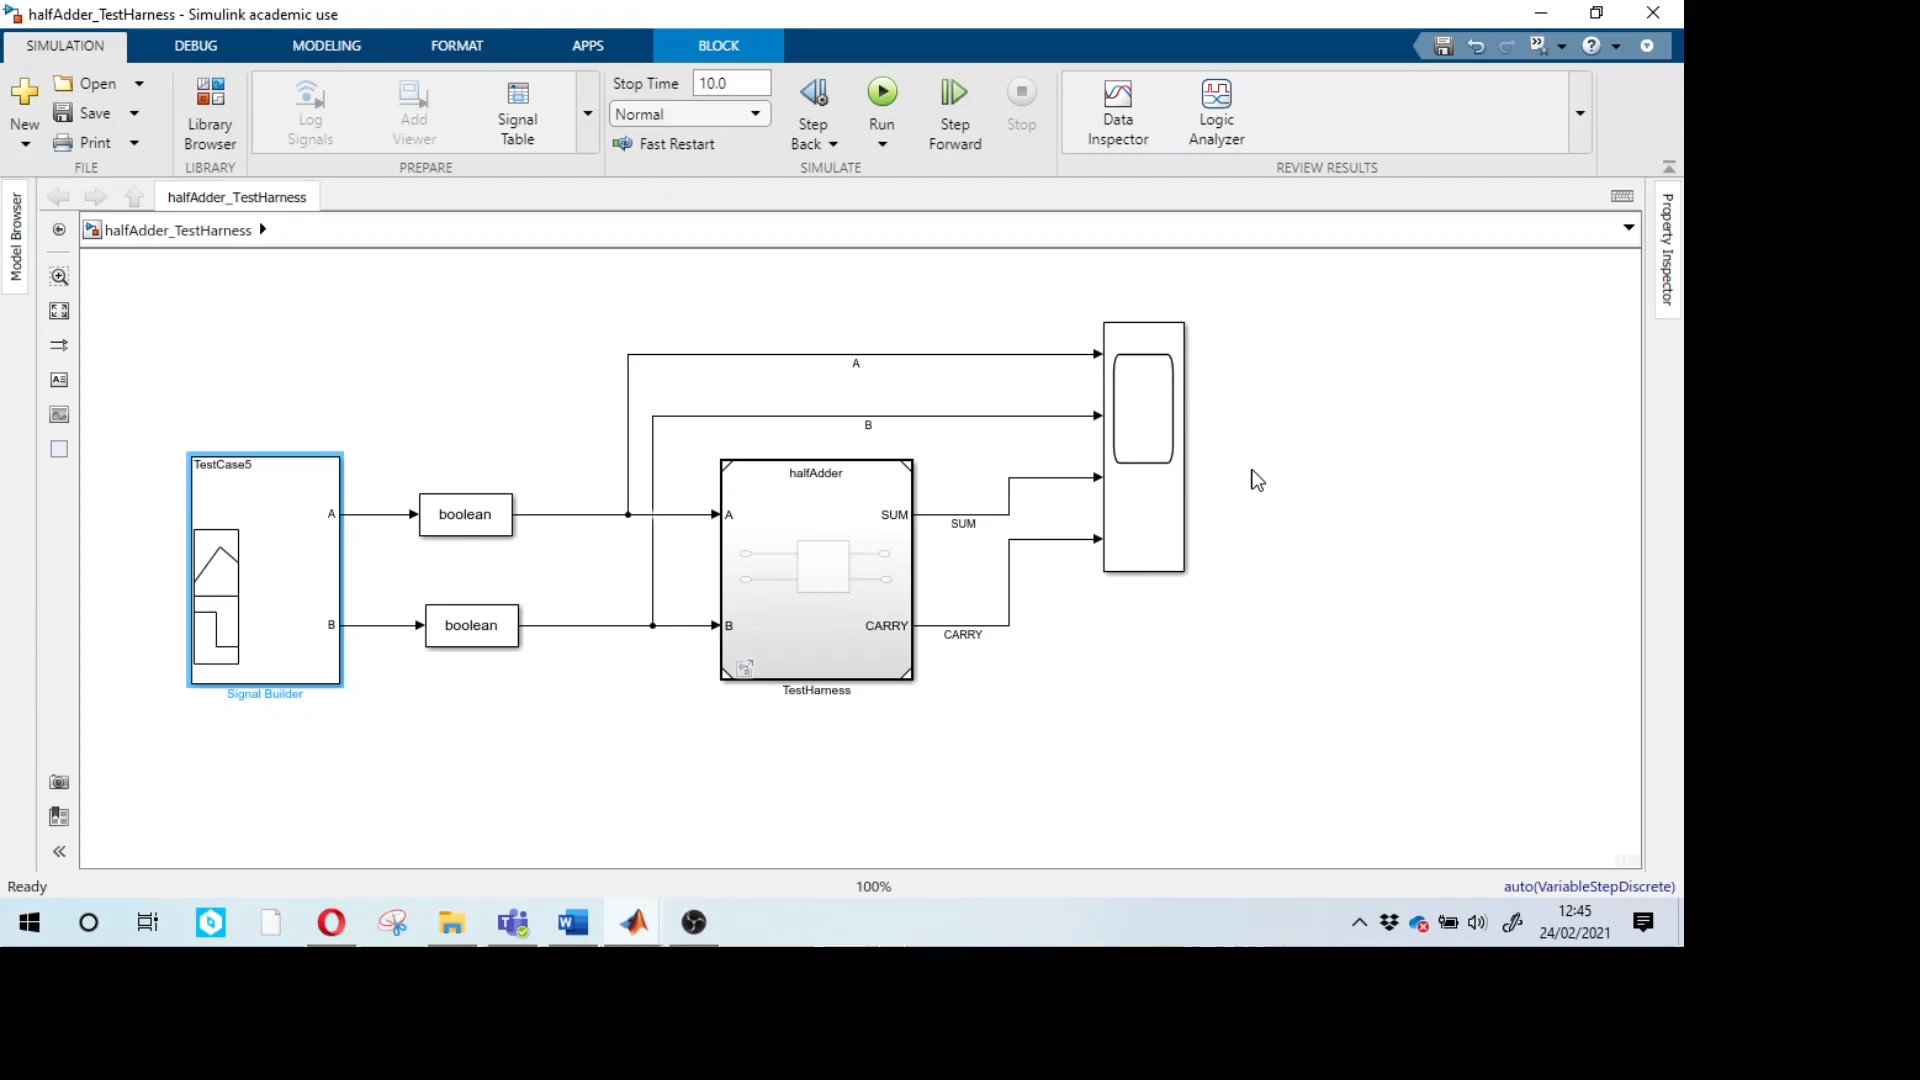 halfAdder_TestHarness - Simulink academic use
SIMULATION DEBUG MODELING FORMAT APPS BLOCK
New
Open
Save
Print
FILE
Library Browser
LIBRARY
Log Signals
Add Viewer
Signal Table
PREPARE
Stop Time 10.0
Normal
Fast Restart
Step Back
Run
Step Forward
Stop
SIMULATE
Data Inspector
Logic Analyzer
REVIEW RESULTS
Model Browser
halfAdder_TestHarness
halfAdder_TestHarness
Property Inspector
A
B
TestCase5
A
B
Signal Builder
boolean
boolean
halfAdder
A
SUM
B
CARRY
TestHarness
SUM
CARRY
Ready
100%
auto(VariableStepDiscrete)
12:45
24/02/2021